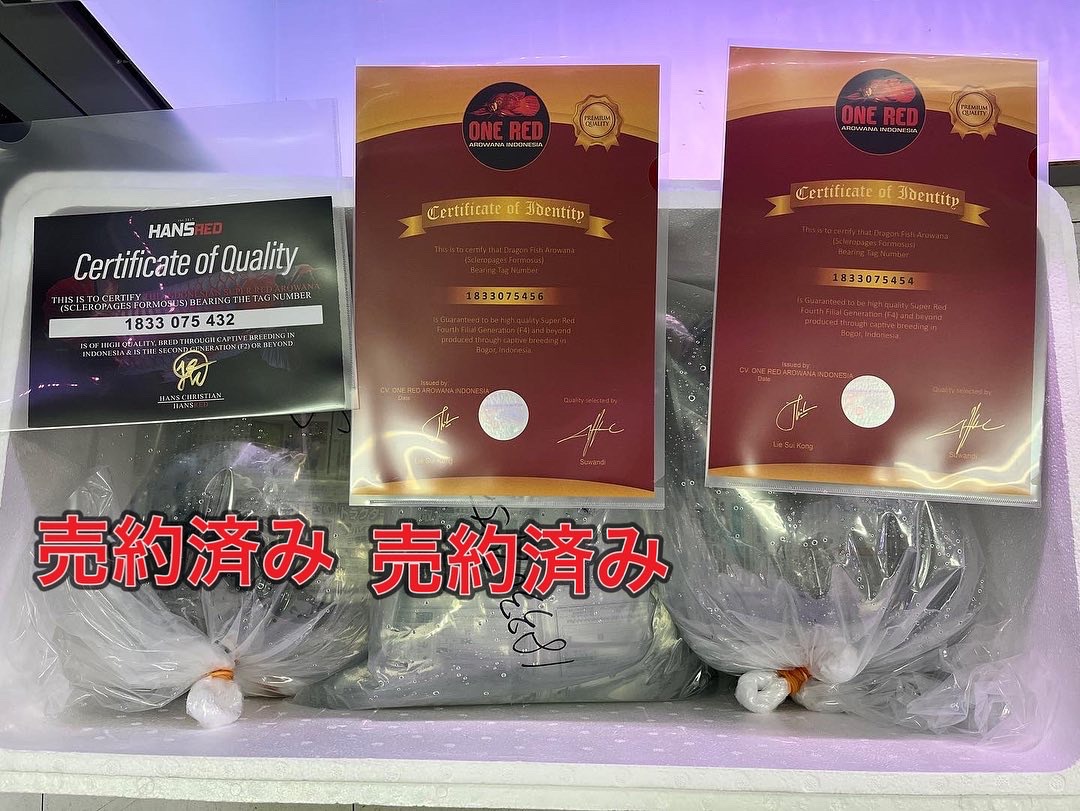 HANSRED
Certificate of Quality
THIS IS TO CERTIFY
SUPER RED AROWANA
(SCLEROPAGES FORMOSUS) BEARING THE TAG NUMBER
1833 075 432
IS OF HIGH QUALITY, BRED THROUGH CAPTIVE BREEDING IN
INDONESIA & IS THE SECOND GENERATION (F2) OR BEYOND
HANS CHRISTIAN
HANSRED
ONE RED
AROWANA INDONESIA
PREMIUM
QUALITY
Certificate of Identity
This is to certify that Dragon Fish Arowana
(Scleropages Formosus)
Bearing Tag Number
1833075456
Is Guaranteed to be high quality Super Red
Fourth Filial Generation (F4) and beyond
produced through captive breeding in
Bogor, Indonesia.
Issued by
CV. ONE RED AROWANA INDONESIA
Date
Quality selected by
Lie Sui Kong
Suwandi
ONE RED
AROWANA INDONESIA
PREMIUM
QUALITY
Certificate of Identity
This is to certify that Dragon Fish Arowana
(Scleropages Formosus)
Bearing Tag Number
1833075454
Is Guaranteed to be high quality Super Red
Fourth Filial Generation (F4) and beyond
produced through captive breeding in
Bogor, Indonesia
Issued by
CV. ONE RED AROWANA INDONESIA
Date
Quality selected by
Lie Sui Kong
Suwandi
売約済み
売約済み